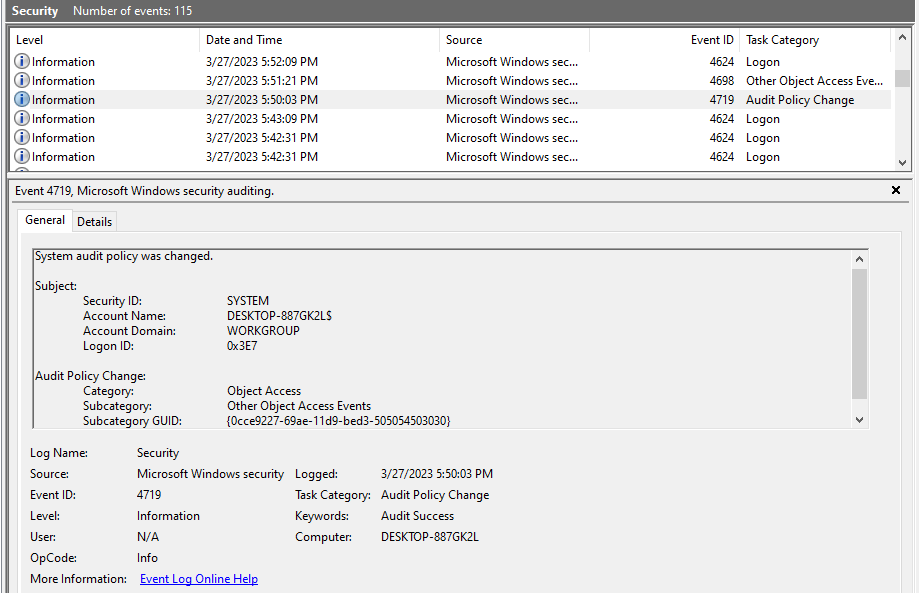 Security Number of events: 115
Level Date and Time Source Event ID Task Category
Information 3/27/2023 5:52:09 PM Microsoft Windows sec... 4624 Logon
Information 3/27/2023 5:51:21 PM Microsoft Windows sec... 4698 Other Object Access Eve...
Information 3/27/2023 5:50:03 PM Microsoft Windows sec... 4719 Audit Policy Change
Information 3/27/2023 5:43:09 PM Microsoft Windows sec... 4624 Logon
Information 3/27/2023 5:42:31 PM Microsoft Windows sec... 4624 Logon
Information 3/27/2023 5:42:31 PM Microsoft Windows sec... 4624 Logon
Event 4719, Microsoft Windows security auditing.
General Details
System audit policy was changed.
Subject:
Security ID: SYSTEM
Account Name: DESKTOP-887GK2L$
Account Domain: WORKGROUP
Logon ID: 0x3E7
Audit Policy Change:
Category: Object Access
Subcategory: Other Object Access Events
Subcategory GUID: {0cce9227-69ae-11d9-bed3-505054503030}
Log Name: Security
Source: Microsoft Windows security Logged: 3/27/2023 5:50:03 PM
Event ID: 4719 Task Category: Audit Policy Change
Level: Information Keywords: Audit Success
User: N/A Computer: DESKTOP-887GK2L
OpCode: Info
More Information: Event Log Online Help